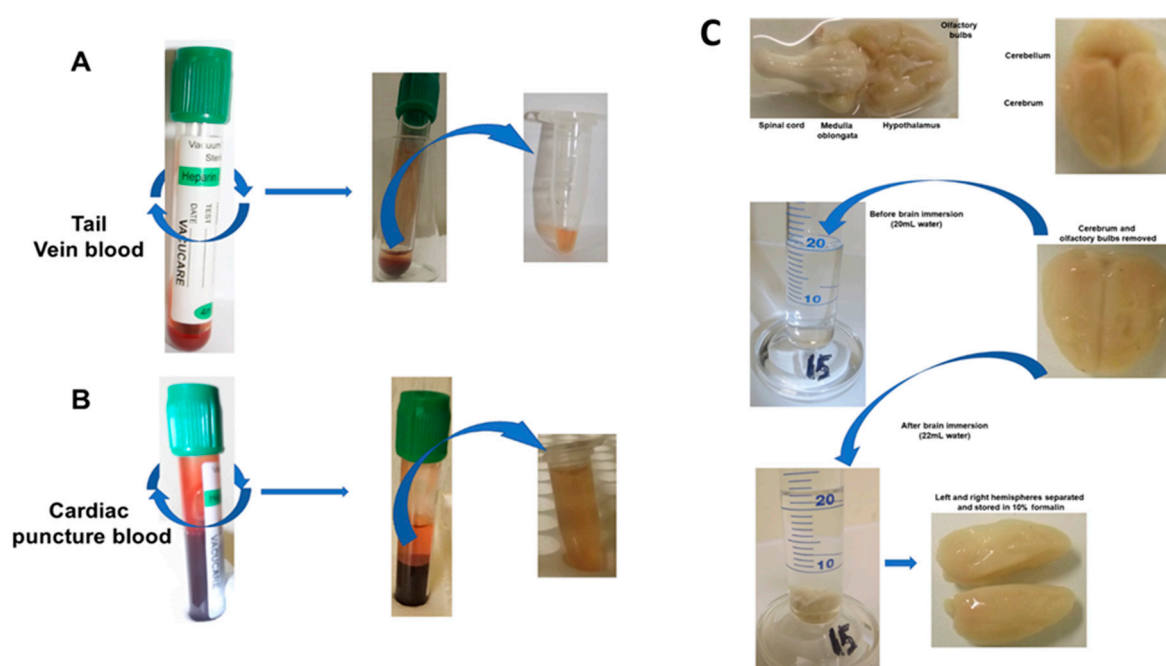 A
Vacuum
Ster
Heparin
TEST
DATE
VACUCARE
Tail
Vein blood
B
VACUCARE
Cardiac
puncture blood
C
Olfactory
bulbs
Cerebellum
Cerebrum
Spinal cord
Medulla
oblongata
Hypothalamus
Before brain immersion
(20mL water)
20
10
15
Cerebrum and
olfactory bulbs removed
After brain immersion
(22mL water)
20
10
15
Left and right hemispheres separated
and stored in 10% formalin